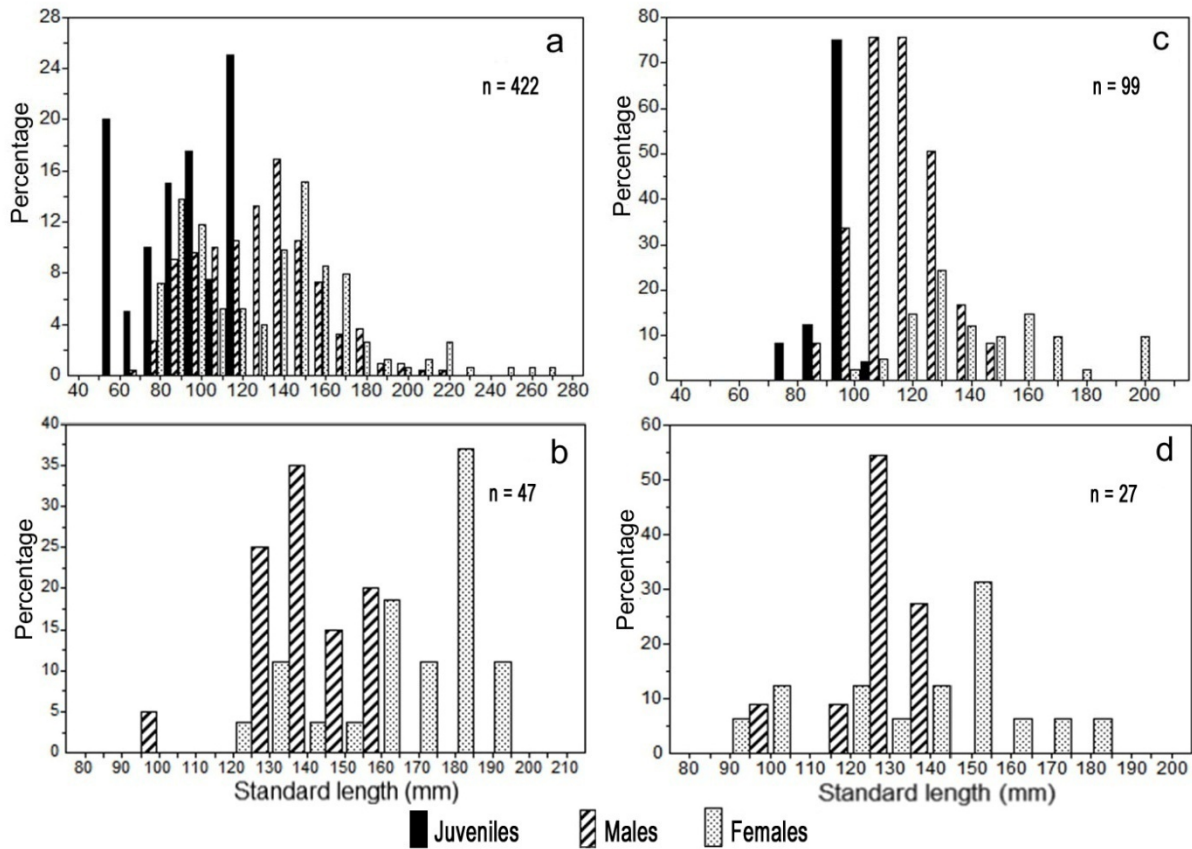 28
24
20
16
12
8
4
0
Percentage
a
n = 422
40 60 80 100 120 140 160 180 200 220 240 260 280
80
70
60
50
40
30
20
10
0
Percentage
c
n = 99
40 60 80 100 120 140 160 180 200
40
35
30
25
20
15
10
5
0
Percentage
b
n = 47
80 90 100 120 130 140 150 160 170 180 190 200 210
Standard length (mm)
60
50
40
30
20
10
0
Percentage
d
n = 27
80 90 100 110 120 130 140 150 160 170 180 190 200
Standard length (mm)
Juveniles Males Females